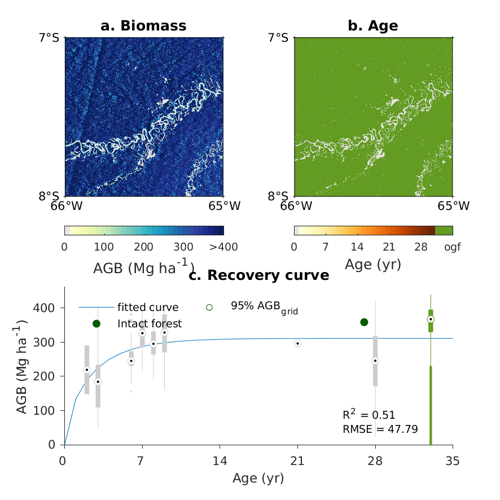 a. Biomass
b. Age
7°S
7°S
8°S
8°S
66°W
65°W
66°W
65°W
0 100 200 300 >400
0 7 14 21 28 ogf
AGB (Mg ha⁻¹)
Age (yr)
c. Recovery curve
AGB (Mg ha⁻¹)
400
300
200
100
0
fitted curve
95% AGB_grid
Intact forest
R² = 0.51
RMSE = 47.79
0 7 14 21 28 35
Age (yr)